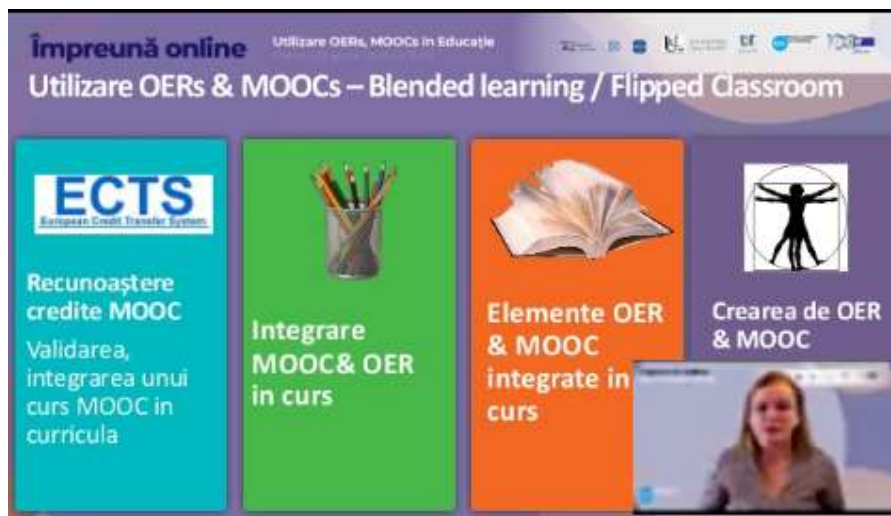 Împreună online
Utilizare OERs, MOOCs în Educație
Utilizare OERs & MOOCs – Blended learning / Flipped Classroom
ECTS
European Credit Transfer System
Recunoaștere
credite MOOC
Validarea,
integrarea unui
curs MOOC in
curricula
Integrare
MOOC& OER
in curs
Elemente OER
& MOOC
integrate in
curs
Crearea de OER
& MOOC